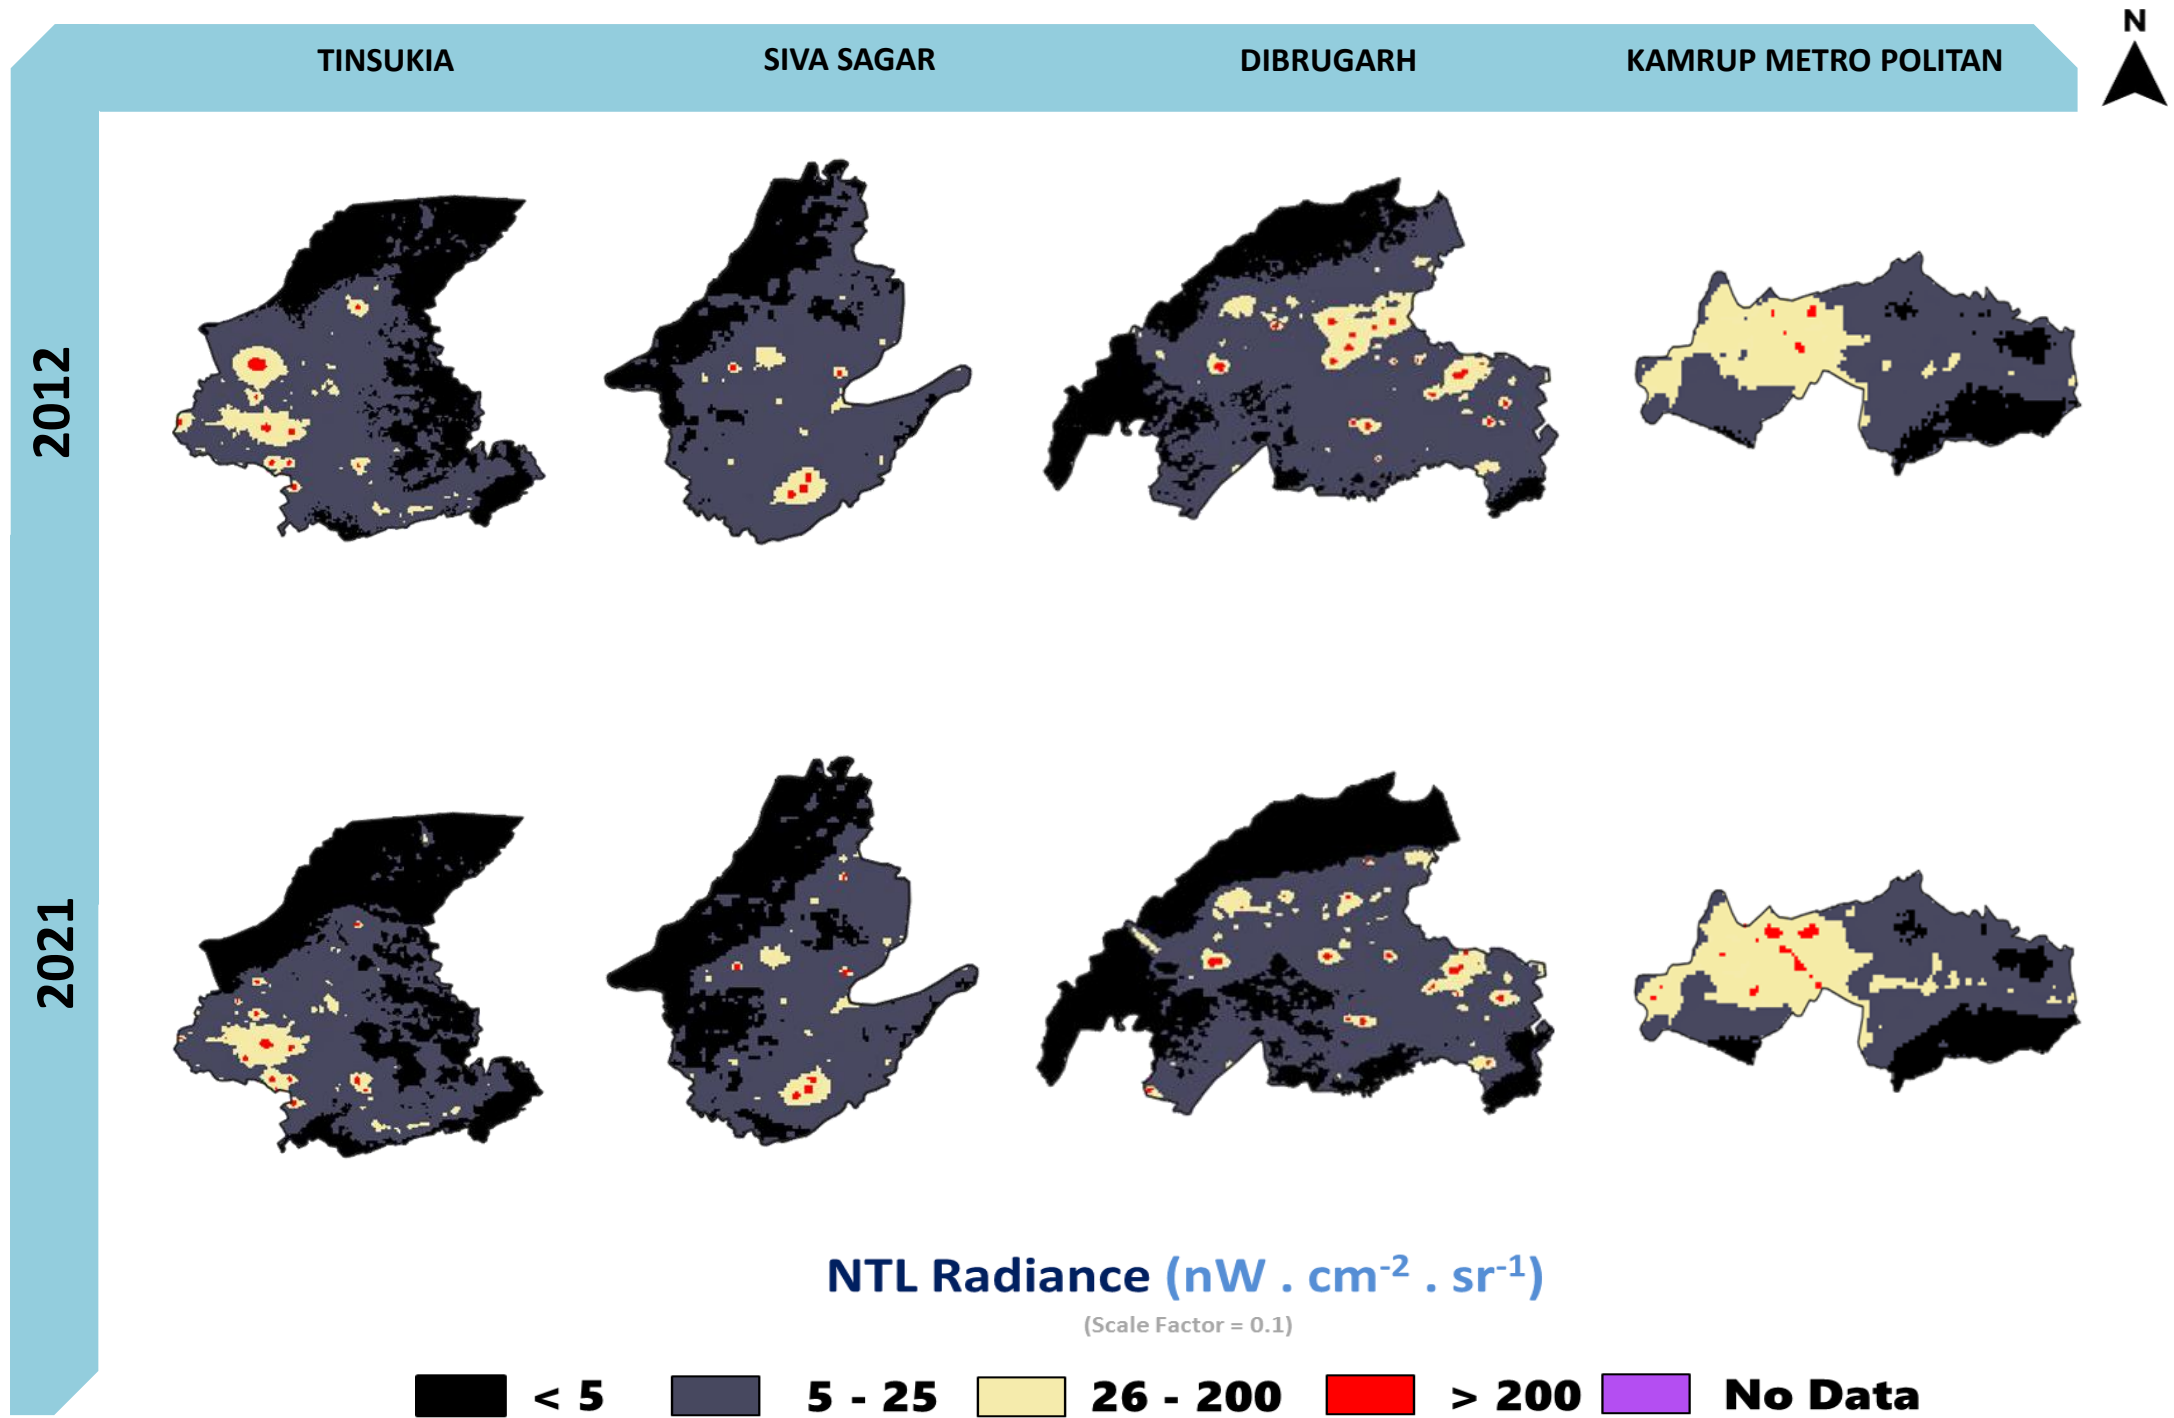 N
TINSUKIA
SIVA SAGAR
DIBRUGARH
KAMRUP METRO POLITAN
2012
2021
NTL Radiance (nW . cm⁻² . sr⁻¹)
(Scale Factor = 0.1)
< 5
5 - 25
26 - 200
> 200
No Data